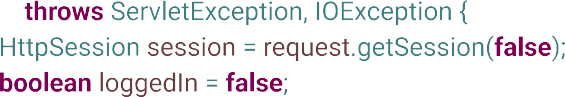 throws ServletException, IOException {
HttpSession session = request.getSession(false);
boolean loggedIn = false;